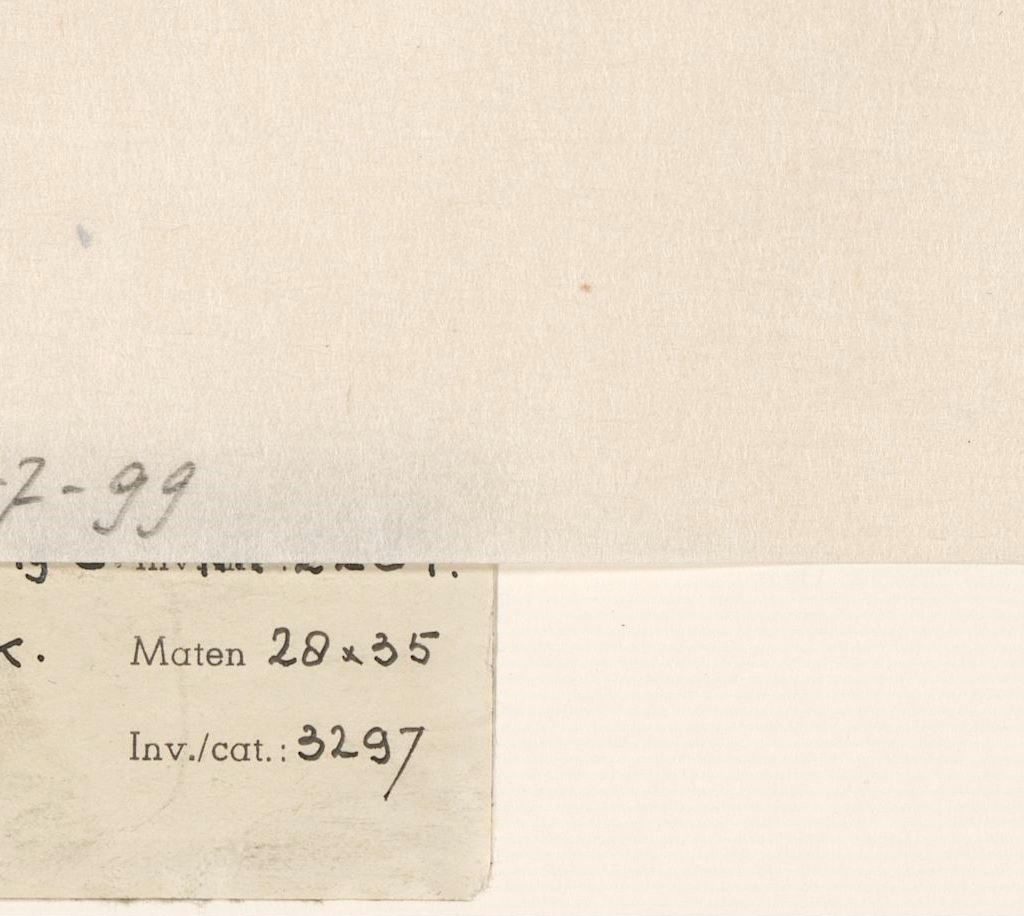 -7-99
Maten 28x35
Inv./cat.: 3297